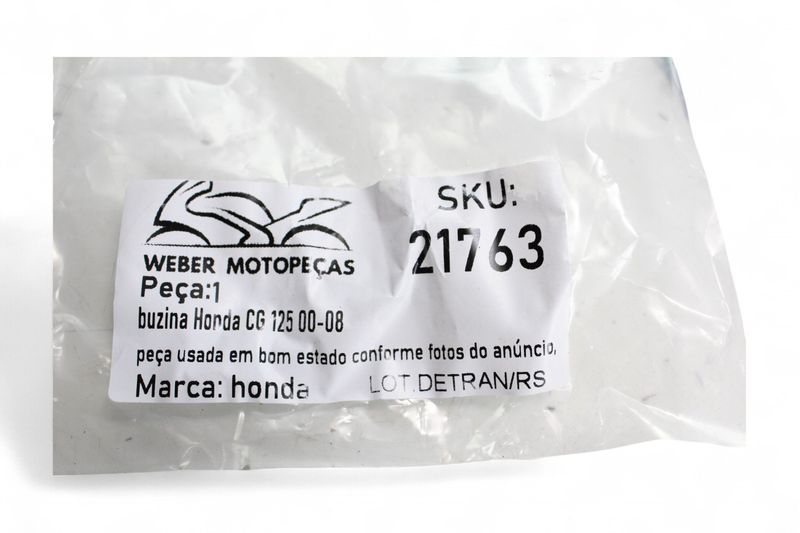 WEBER MOTOPEÇAS
SKU:
21763
Peça:1
buzina Honda CG 125 00-08
peça usada em bom estado conforme fotos do anúncio,
Marca: honda LOT.DETRAN/RS